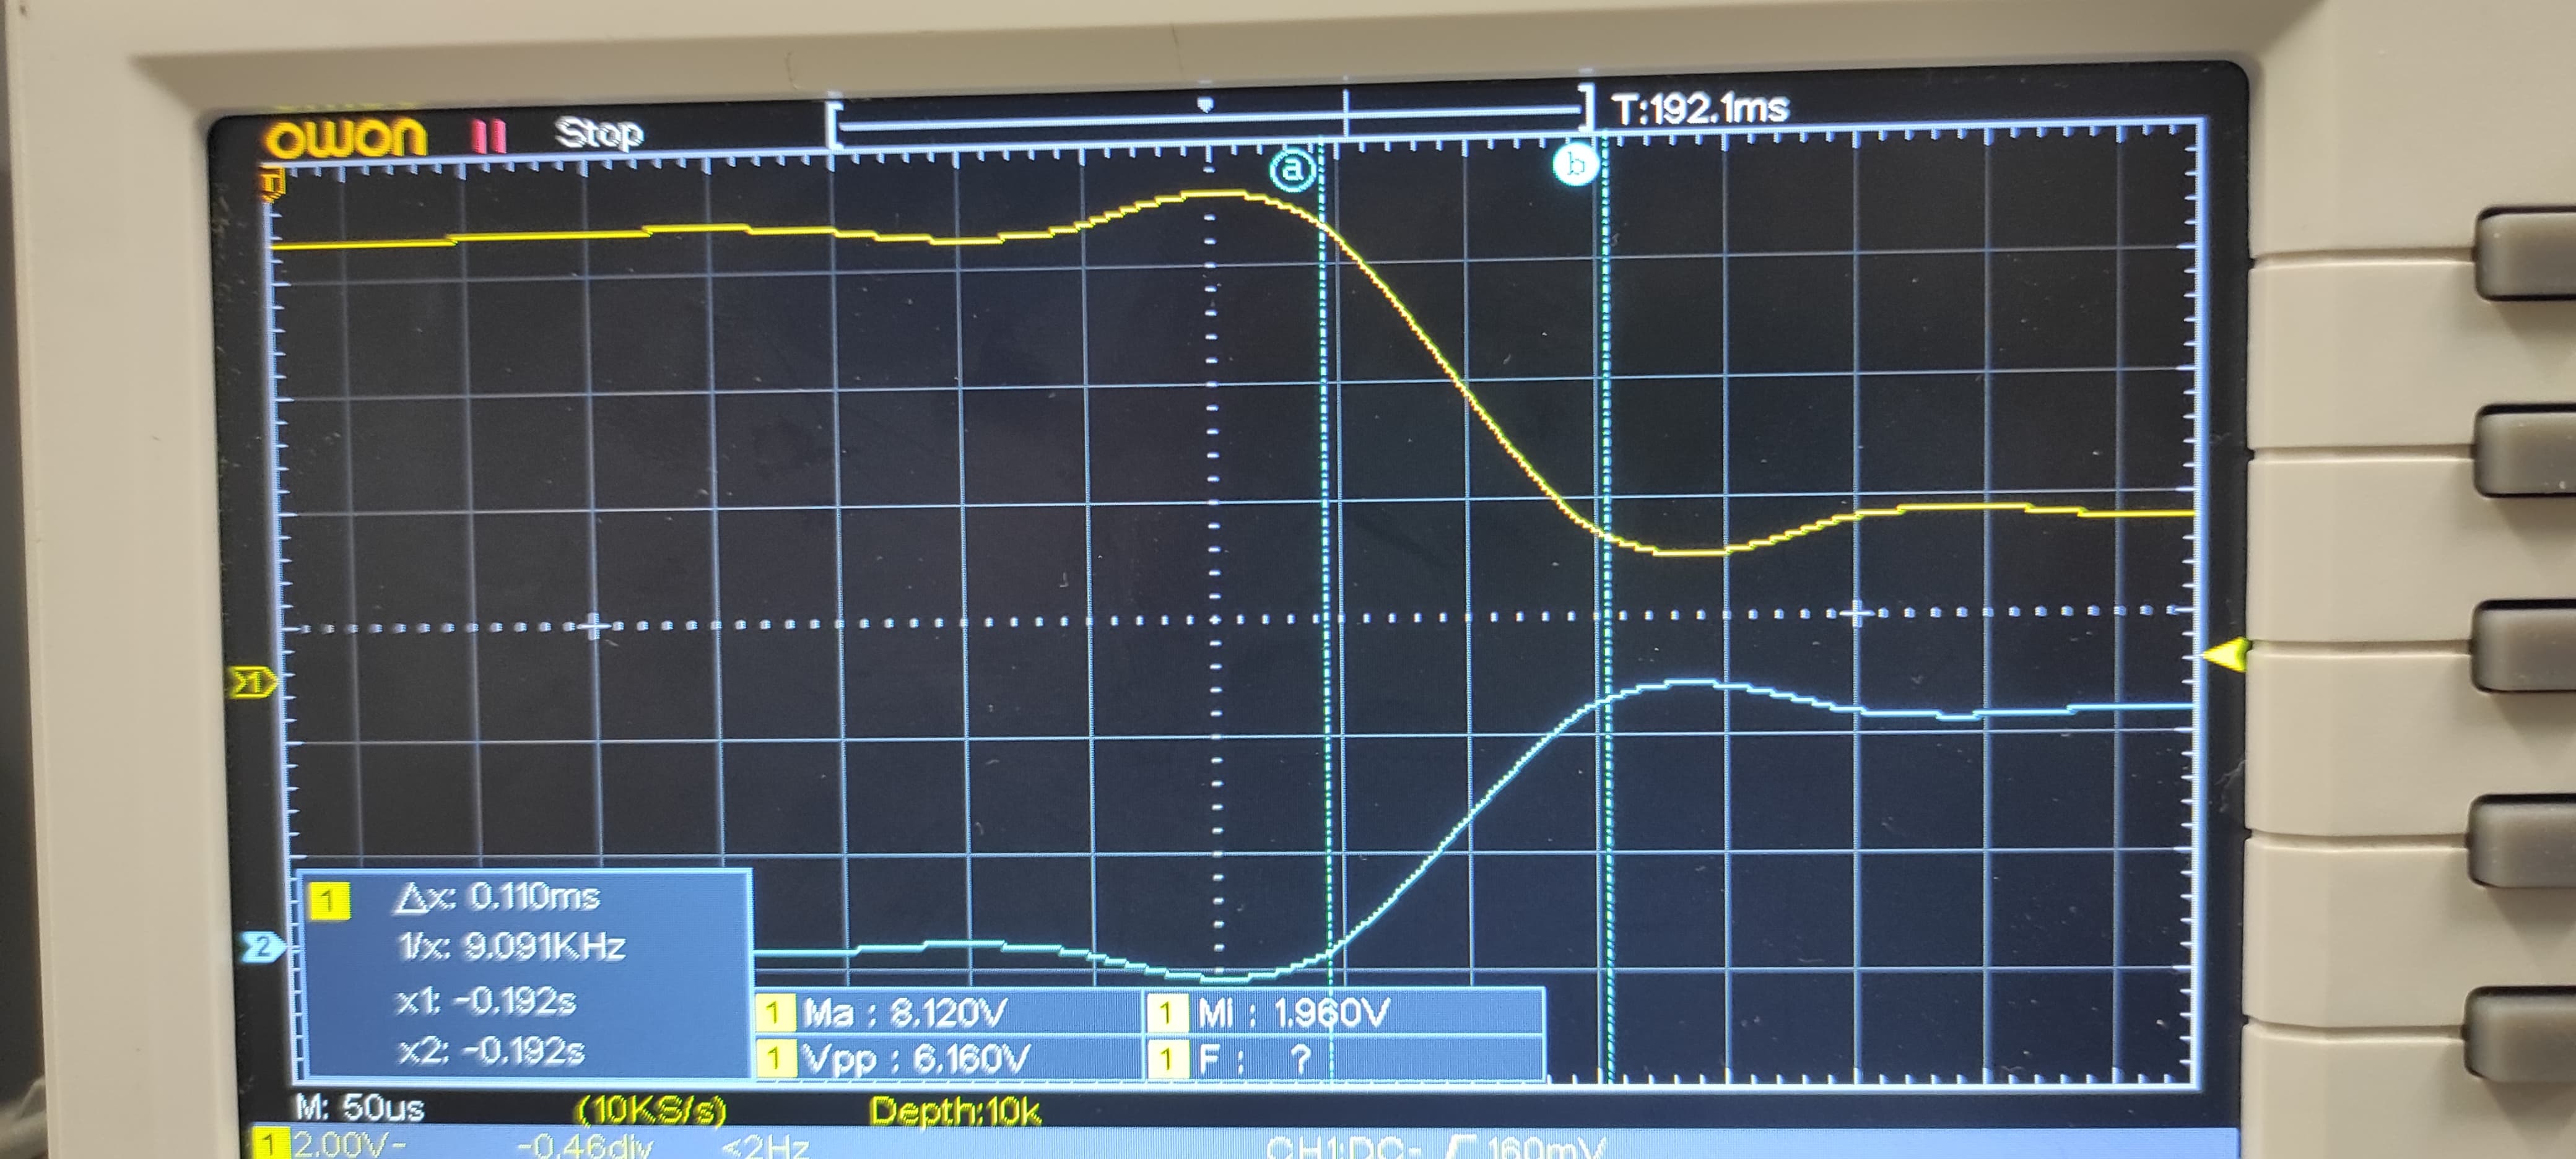 owon Stop T:192.1ms
a b
1
2
1 Δx: 0.110ms
1/x: 9.091KHz
x1: -0.192s
x2: -0.192s
1 Ma : 8.120V 1 Mi : 1.960V
1 Vpp : 6.160V 1 F : ?
M: 50us (10KS/s) Depth:10k
1 2.00V- -0.46div <2Hz CH1:DC- 160mV